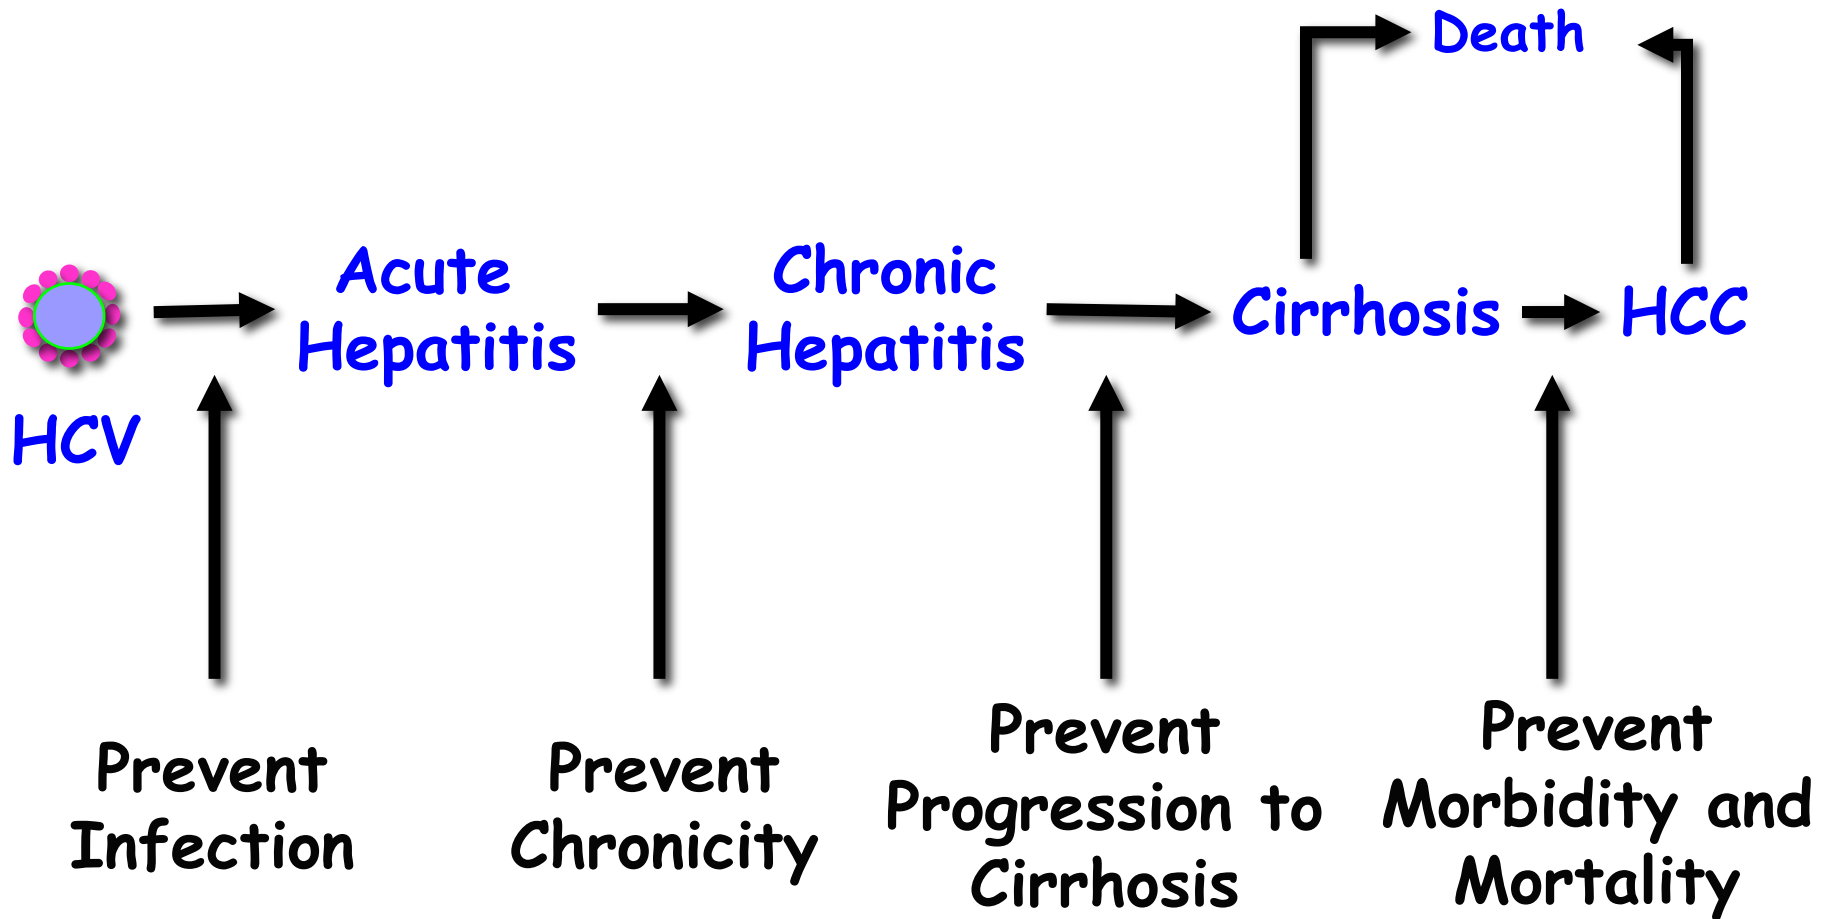 Death
Acute
Hepatitis
Chronic
Hepatitis
Cirrhosis
HCC
HCV
Prevent
Infection
Prevent
Chronicity
Prevent
Progression to
Cirrhosis
Prevent
Morbidity and
Mortality